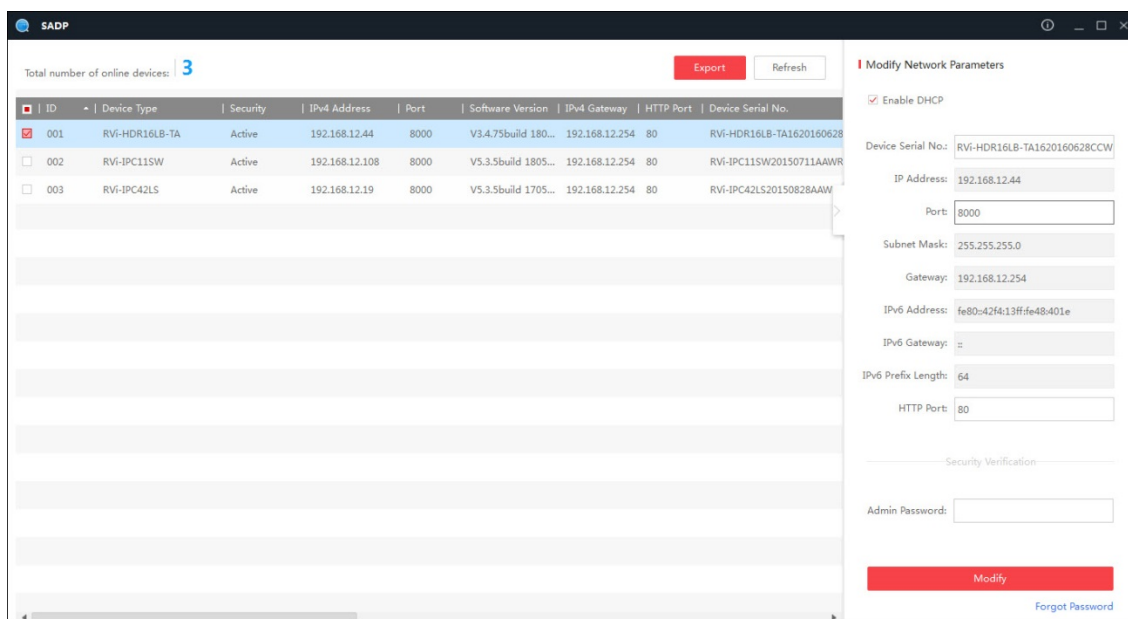 SADP
Total number of online devices: 3
Export
Refresh
ID | Device Type | Security | IPv4 Address | Port | Software Version | IPv4 Gateway | HTTP Port | Device Serial No.
001 RVi-HDR16LB-TA Active 192.168.12.44 8000 V3.4.75build 180... 192.168.12.254 80 RVi-HDR16LB-TA1620160628
002 RVi-IPC11SW Active 192.168.12.108 8000 V5.3.5build 1805... 192.168.12.254 80 RVi-IPC11SW20150711AAWR
003 RVi-IPC42LS Active 192.168.12.19 8000 V5.3.5build 1705... 192.168.12.254 80 RVi-IPC42LS20150828AAW
Modify Network Parameters
Enable DHCP
Device Serial No.: RVi-HDR16LB-TA1620160628CCW
IP Address: 192.168.12.44
Port: 8000
Subnet Mask: 255.255.255.0
Gateway: 192.168.12.254
IPv6 Address: fe80::42f4:13ff:fe48:401e
IPv6 Gateway: ::
IPv6 Prefix Length: 64
HTTP Port: 80
Security Verification
Admin Password:
Modify
Forgot Password